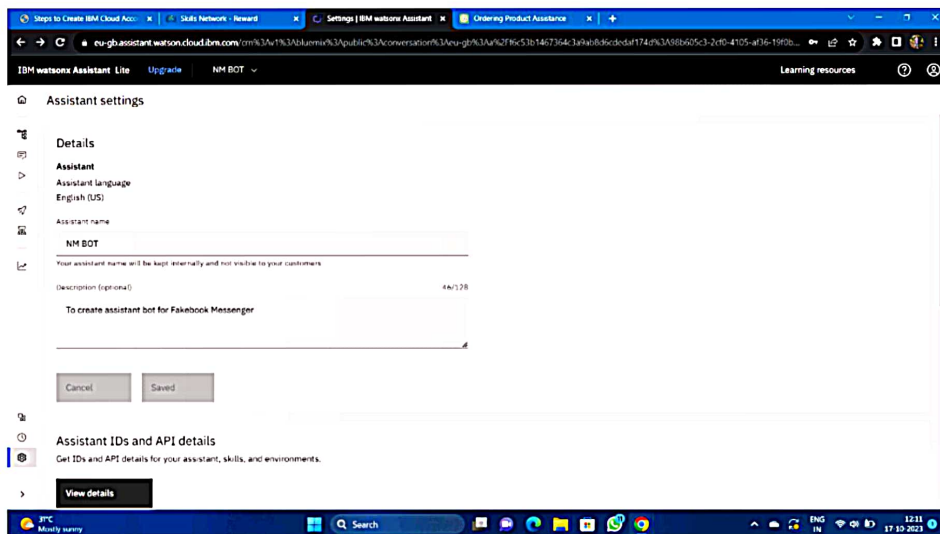 Steps to Create IBM Cloud Acco
Skills Network - Reward
Settings | IBM watsonx Assistant
Ordering Product Assistance
IBM watsonx Assistant Lite
Upgrade
NM BOT
Learning resources
Assistant settings
Details
Assistant
Assistant language
English (US)
Assistant name
NM BOT
Your assistant name will be kept internally and not visible to your customers
Description (optional)
46/128
To create assistant bot for Fakebook Messenger
Cancel
Saved
Assistant IDs and API details
Get IDs and API details for your assistant, skills, and environments.
View details
31°C
Mostly sunny
Search
ENG
IN
12:11
17-10-2023